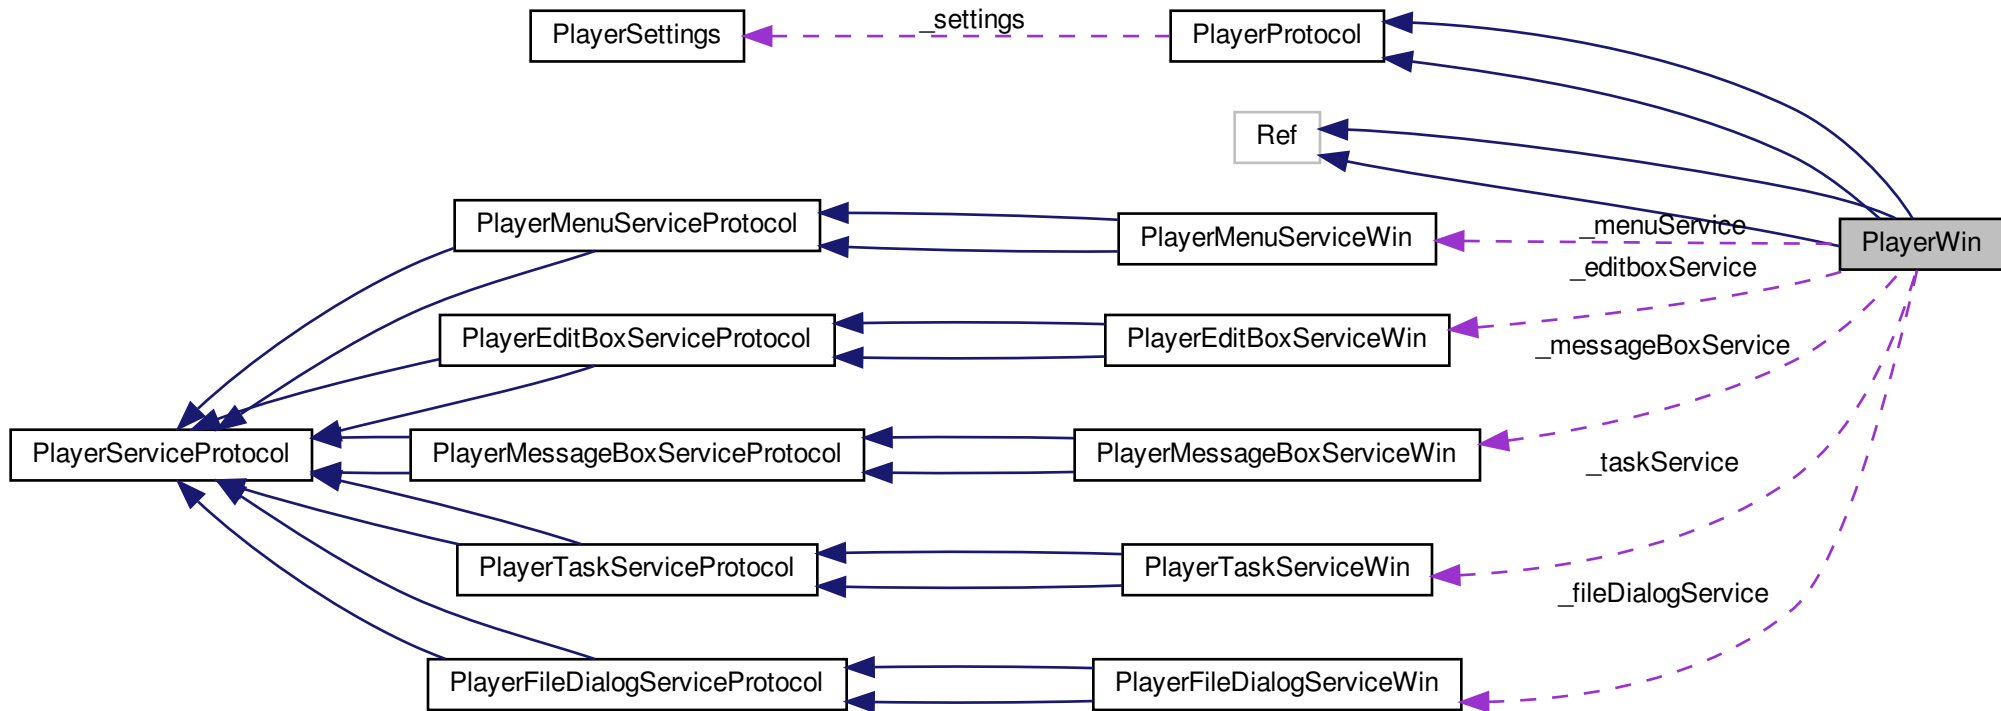 _settings
PlayerSettings
PlayerProtocol
Ref
PlayerMenuServiceProtocol
PlayerMenuServiceWin
_menuService
PlayerWin
_editboxService
PlayerEditBoxServiceProtocol
PlayerEditBoxServiceWin
_messageBoxService
PlayerServiceProtocol
PlayerMessageBoxServiceProtocol
PlayerMessageBoxServiceWin
_taskService
PlayerTaskServiceProtocol
PlayerTaskServiceWin
_fileDialogService
PlayerFileDialogServiceProtocol
PlayerFileDialogServiceWin